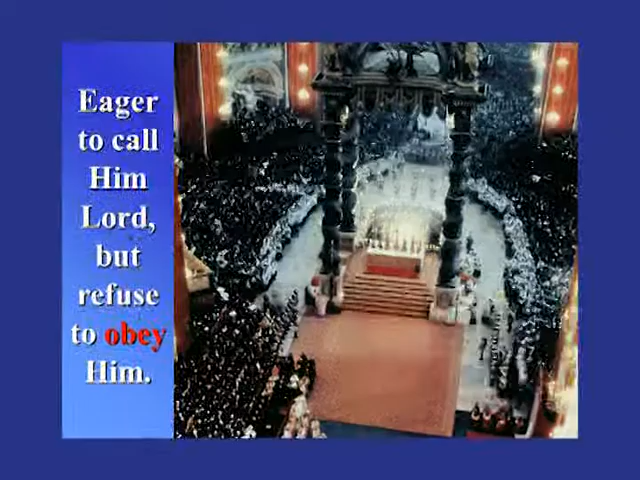 Eager
to call
Him
Lord,
but
refuse
to obey
Him.